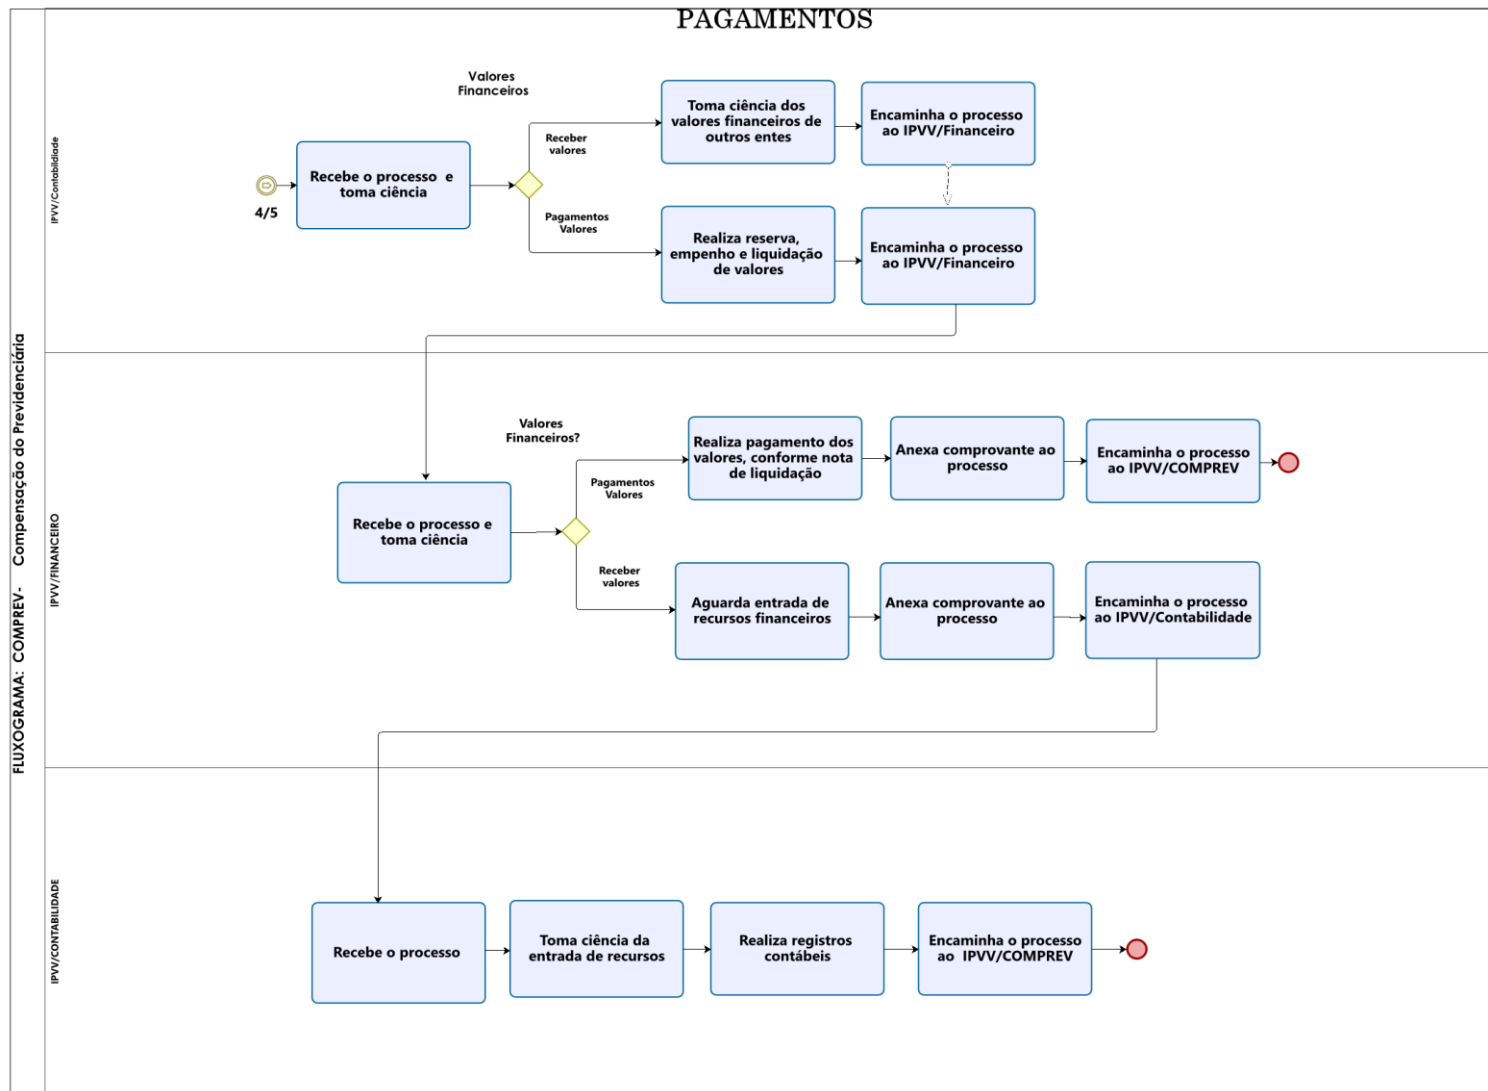 PAGAMENTOS
FLUXOGRAMA: COMPREV- Compensação do Previdenciária
IPVV/Contabilidiade
Valores
Financeiros
4/5
Recebe o processo e
toma ciência
Receber
valores
Toma ciência dos
valores financeiros de
outros entes
Encaminha o processo
ao IPVV/Financeiro
Pagamentos
Valores
Realiza reserva,
empenho e liquidação
de valores
Encaminha o processo
ao IPVV/Financeiro
IPVV/FINANCEIRO
Valores
Financeiros?
Recebe o processo e
toma ciência
Pagamentos
Valores
Realiza pagamento dos
valores, conforme nota
de liquidação
Anexa comprovante ao
processo
Encaminha o processo
ao IPVV/COMPREV
Receber
valores
Aguarda entrada de
recursos financeiros
Anexa comprovante ao
processo
Encaminha o processo
ao IPVV/Contabilidade
IPVV/CONTABILIDADE
Recebe o processo
Toma ciência da
entrada de recursos
Realiza registros
contábeis
Encaminha o processo
ao IPVV/COMPREV